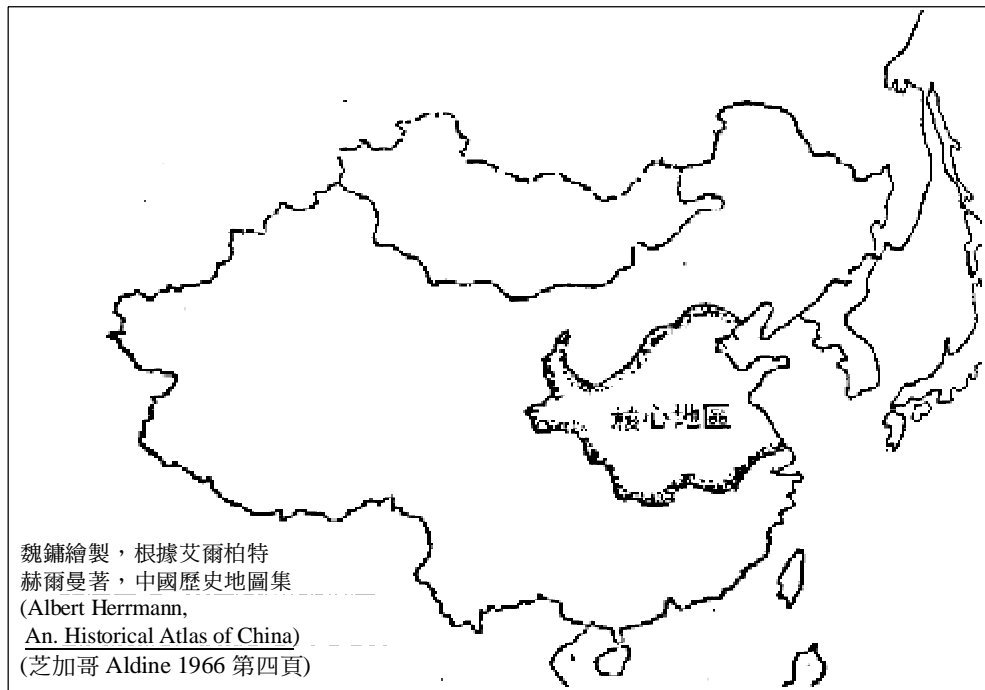 核心地區
魏鏞繪製，根據艾爾柏特
赫爾曼著，中國歷史地圖集
(Albert Herrmann,
An. Historical Atlas of China)
(芝加哥 Aldine 1966 第四頁)